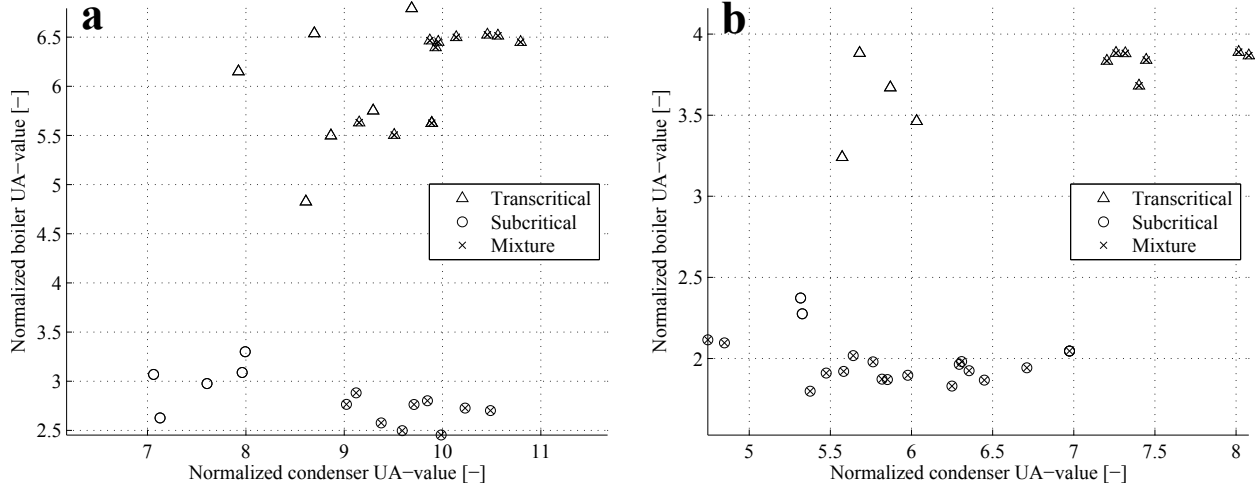 a
Normalized boiler UA−value [−]
6.5
6
5.5
5
4.5
4
3.5
3
2.5
7 8 9 10 11
Normalized condenser UA−value [−]
Transcritical
Subcritical
Mixture
b
Normalized boiler UA−value [−]
4
3.5
3
2.5
2
5 5.5 6 6.5 7 7.5 8
Normalized condenser UA−value [−]
Transcritical
Subcritical
Mixture